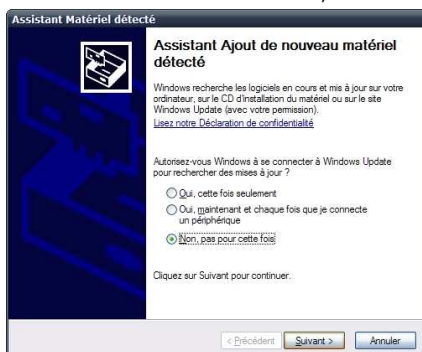 Assistant Matériel détecté
Assistant Ajout de nouveau matériel
détecté
Windows recherche les logiciels en cours et mis à jour sur votre
ordinateur, sur le CD d'installation du matériel ou sur le site
Windows Update (avec votre permission).
Lisez notre Déclaration de confidentialité
Autorisez-vous Windows à se connecter à Windows Update
pour rechercher des mises à jour ?
Oui, cette fois seulement
Oui, maintenant et chaque fois que je connecte
un périphérique
Non, pas pour cette fois
Cliquez sur Suivant pour continuer.
< Précédent
Suivant >
Annuler